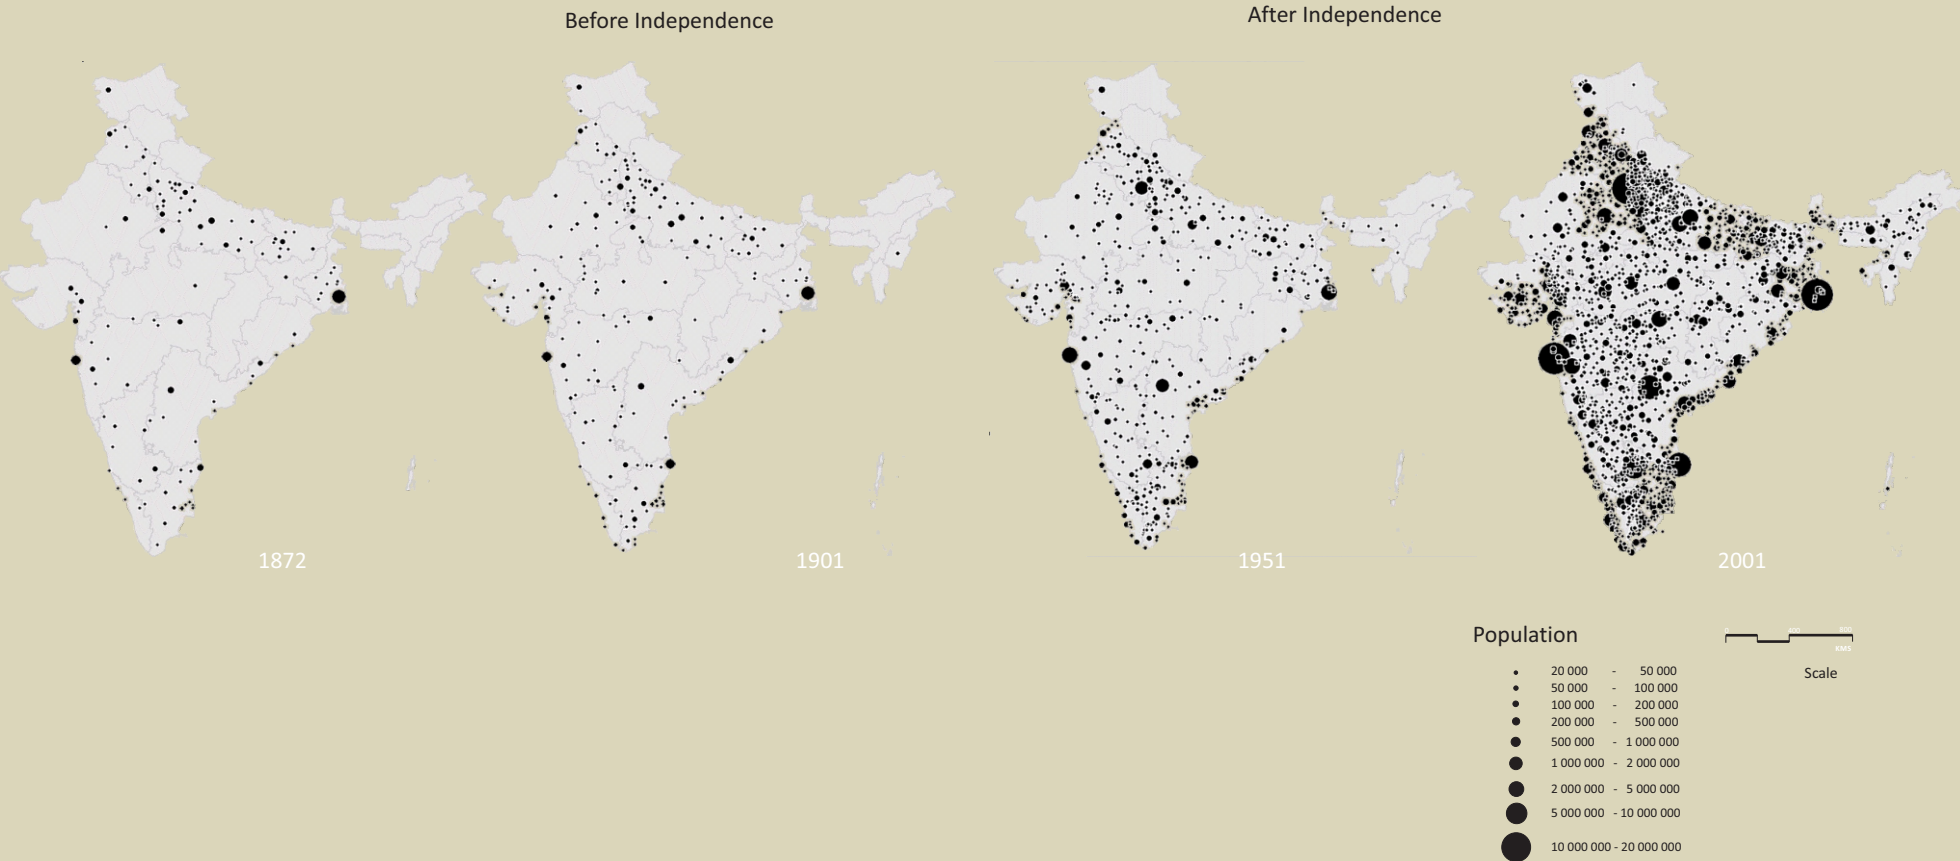 Before Independence
After Independence
1872
1901
1951
2001
Population
20 000 - 50 000
50 000 - 100 000
100 000 - 200 000
200 000 - 500 000
500 000 - 1 000 000
1 000 000 - 2 000 000
2 000 000 - 5 000 000
5 000 000 - 10 000 000
10 000 000 - 20 000 000
KMS
Scale